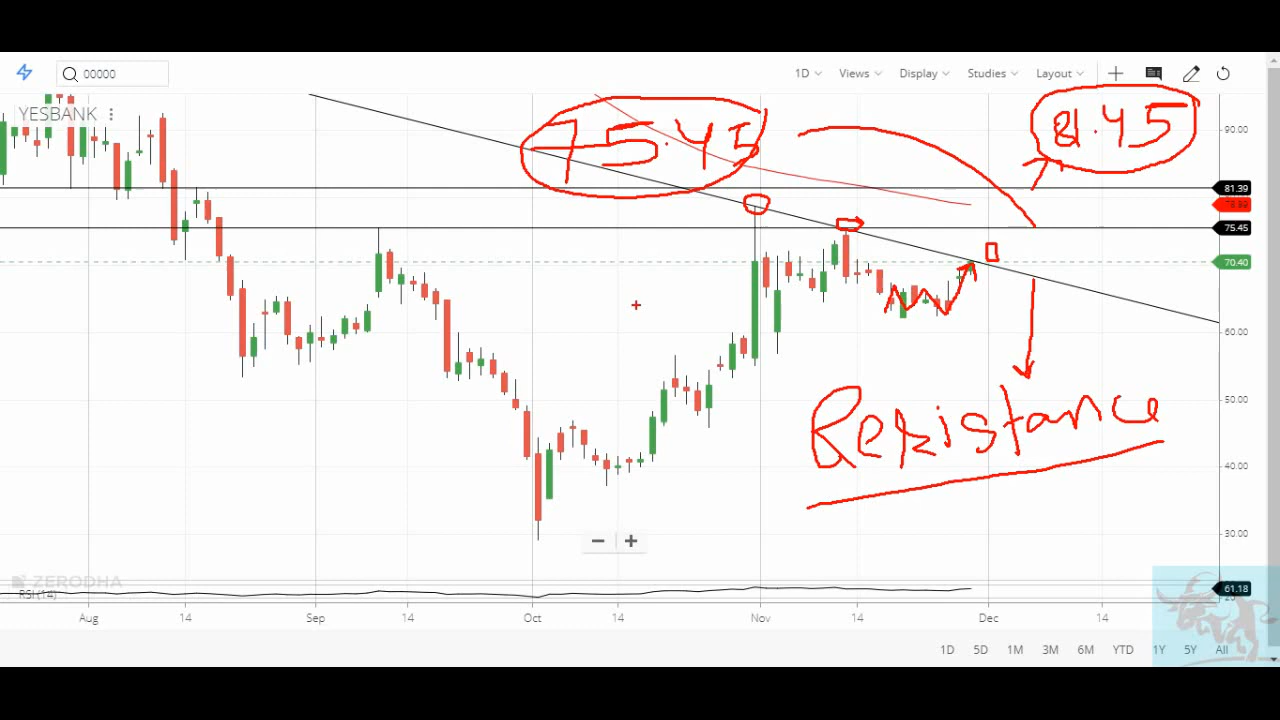 00000
1D Views Display Studies Layout
YESBANK
75.45
81.45
90.00
81.39
78.80
75.45
70.40
60.00
50.00
Resistance
40.00
30.00
ZERODHA
RSI (14)
61.18
Aug 14 Sep 14 Oct 14 Nov 14 Dec 14
1D 5D 1M 3M 6M YTD 1Y 5Y All